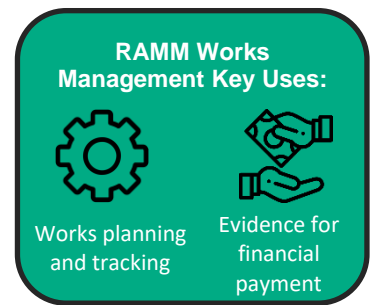 RAMM Works
Management Key Uses:
Works planning
and tracking
Evidence for
financial
payment